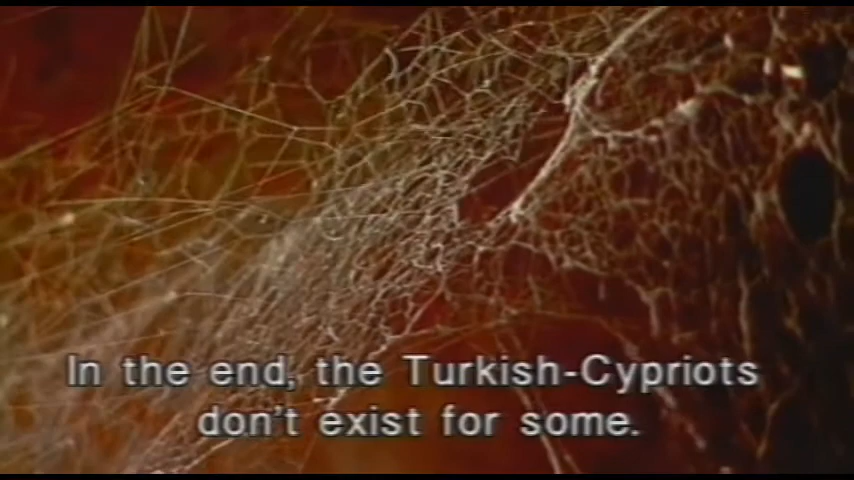 In the end, the Turkish-Cypriots
don't exist for some.